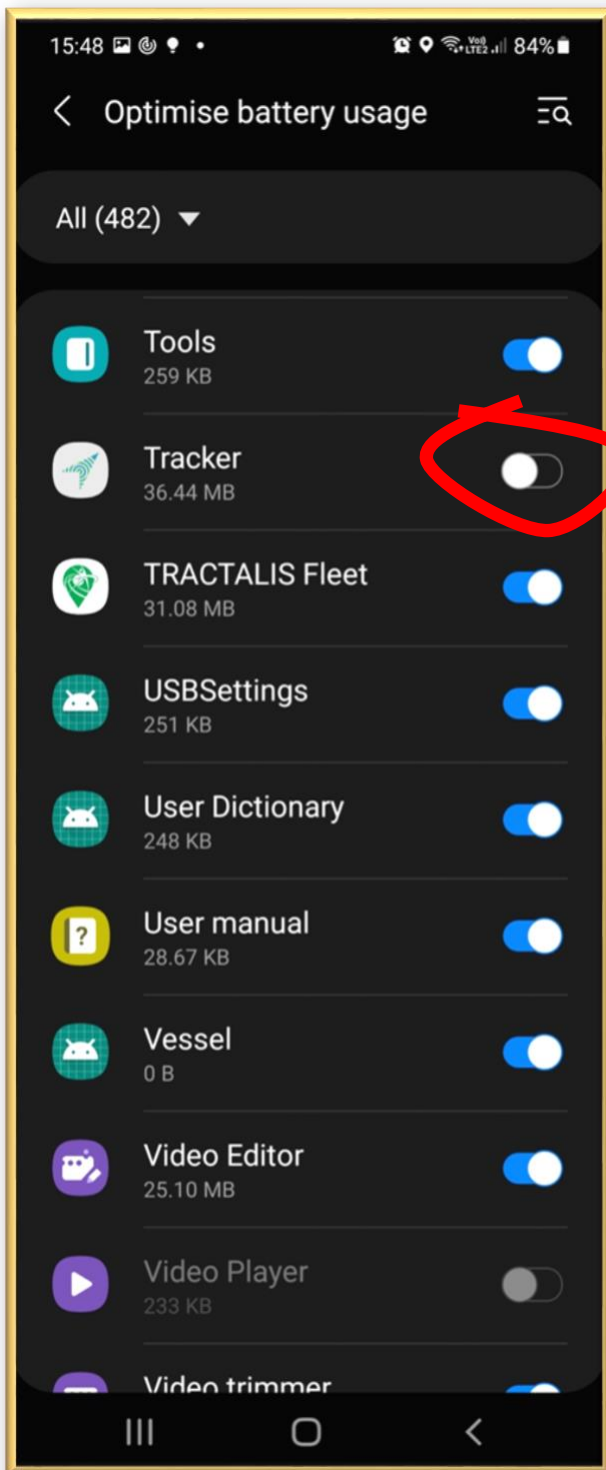 15:48
Vo))
LTE2
84%
Optimise battery usage
All (482)
Tools
259 KB
Tracker
36.44 MB
TRACTALIS Fleet
31.08 MB
USBSettings
251 KB
User Dictionary
248 KB
User manual
28.67 KB
Vessel
0 B
Video Editor
25.10 MB
Video Player
233 KB
Video trimmer